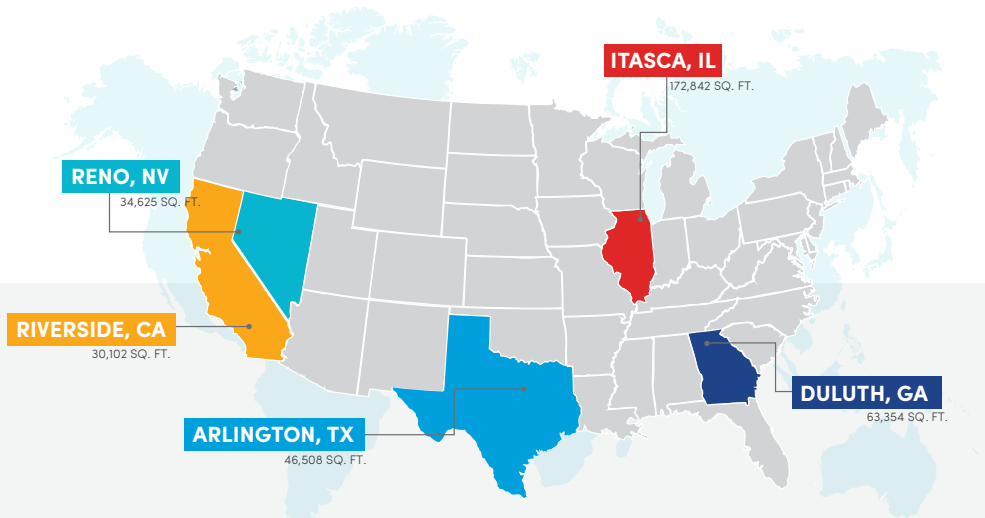 ITASCA, IL
172,842 SQ. FT.
RENO, NV
34,625 SQ. FT.
RIVERSIDE, CA
30,102 SQ. FT.
DULUTH, GA
63,354 SQ. FT.
ARLINGTON, TX
46,508 SQ. FT.